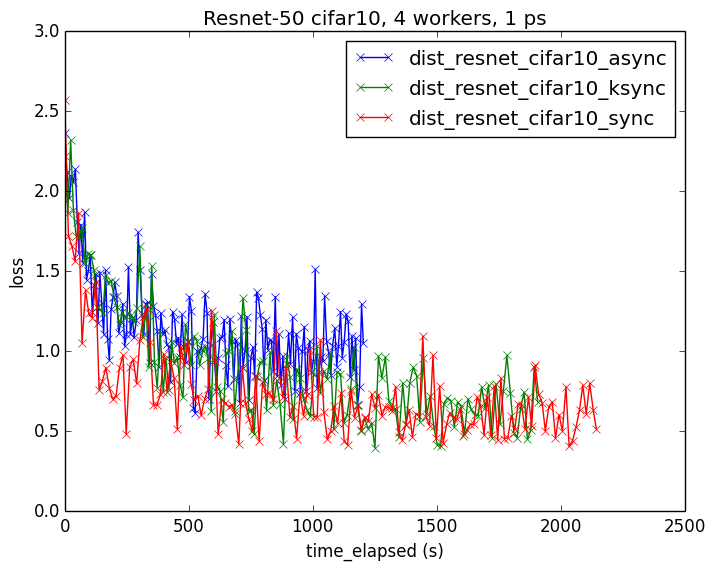 Resnet-50 cifar10, 4 workers, 1 ps
dist_resnet_cifar10_async
dist_resnet_cifar10_ksync
dist_resnet_cifar10_sync
3.0
2.5
2.0
1.5
1.0
0.5
0.0
loss
0 500 1000 1500 2000 2500
time_elapsed (s)